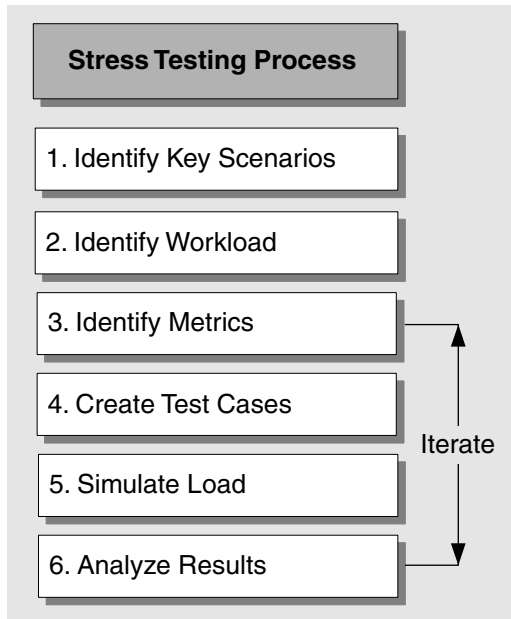 Stress Testing Process
1. Identify Key Scenarios
2. Identify Workload
3. Identify Metrics
4. Create Test Cases
Iterate
5. Simulate Load
6. Analyze Results